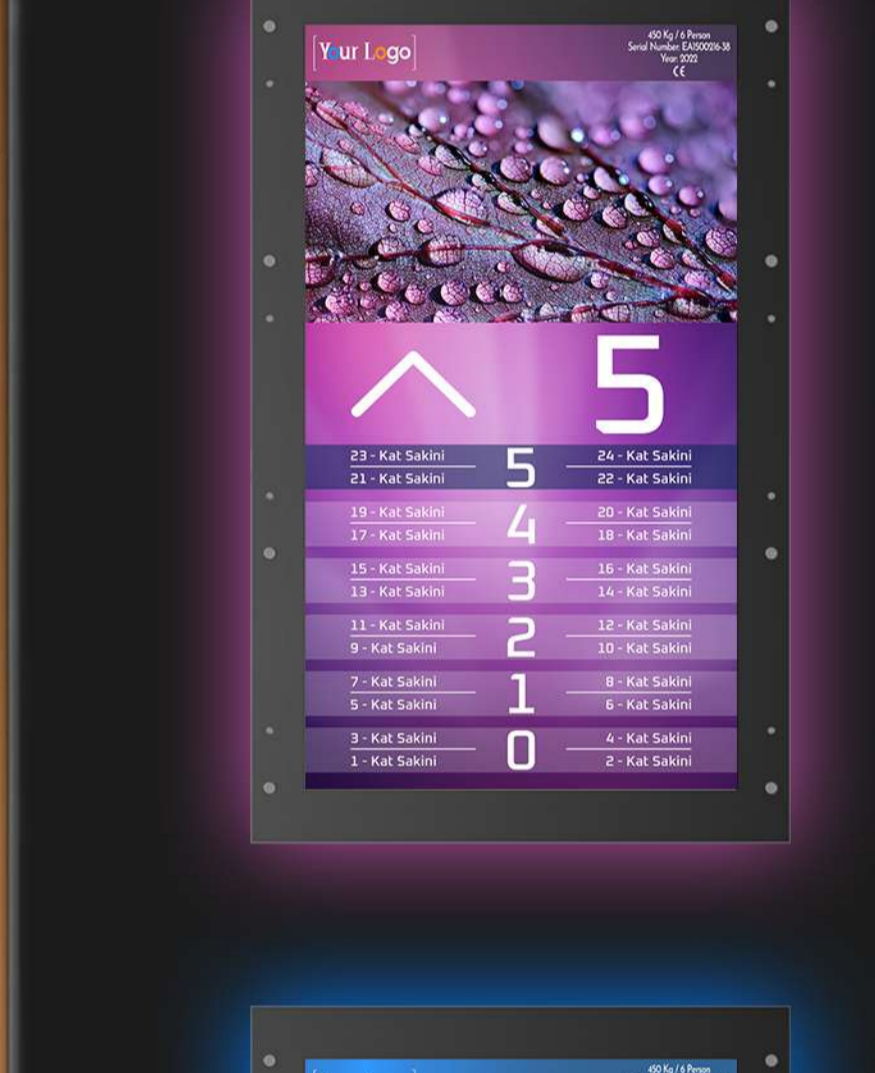 [Your Logo]
450 Kg / 6 Person
Serial Number: EA1500216-38
Year: 2022
CE
5
23 - Kat Sakini 5 24 - Kat Sakini
21 - Kat Sakini 22 - Kat Sakini
19 - Kat Sakini 4 20 - Kat Sakini
17 - Kat Sakini 18 - Kat Sakini
15 - Kat Sakini 3 16 - Kat Sakini
13 - Kat Sakini 14 - Kat Sakini
11 - Kat Sakini 2 12 - Kat Sakini
9 - Kat Sakini 10 - Kat Sakini
7 - Kat Sakini 1 8 - Kat Sakini
5 - Kat Sakini 6 - Kat Sakini
3 - Kat Sakini 0 4 - Kat Sakini
1 - Kat Sakini 2 - Kat Sakini
450 Kg / 6 Person